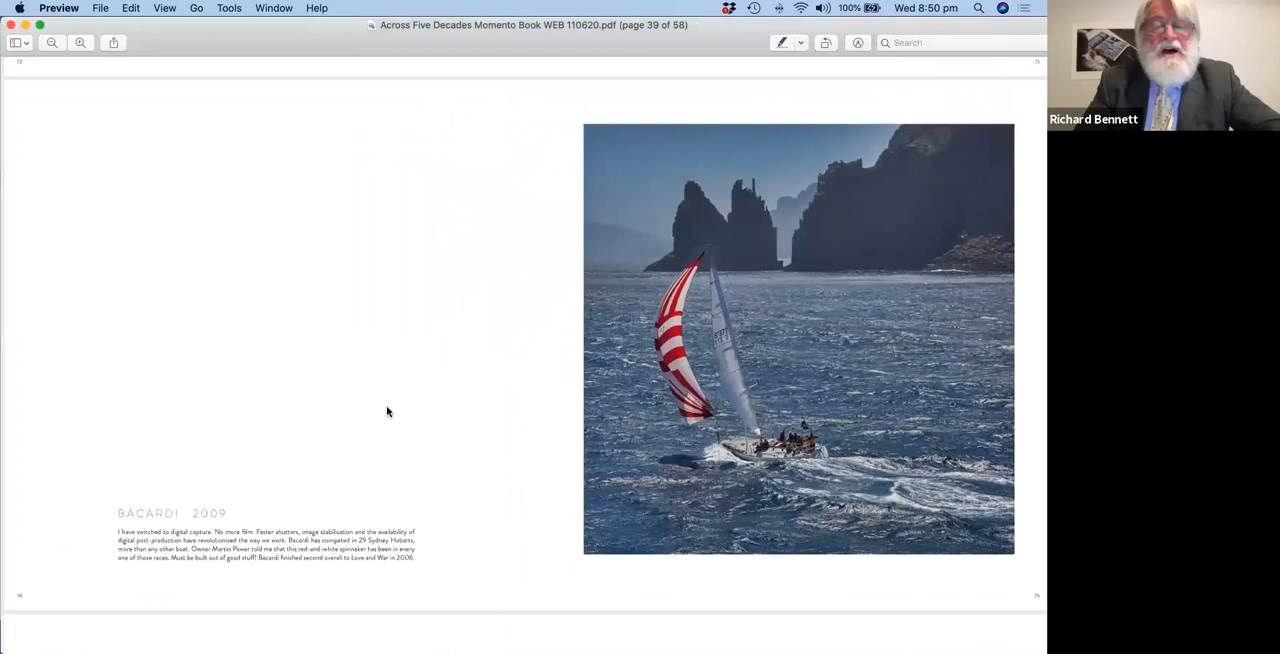 Preview File Edit View Go Tools Window Help 100% Wed 8:50 pm
Across Five Decades Momento Book WEB 110620.pdf (page 39 of 58)
Search
Richard Bennett
72 73
BACARDI 2009
I have switched to digital capture. No more film. Faster shutters, image stabilisation and the availability of
digital post-production have revolutionised the way we work. Bacardi has competed in 29 Sydney Hobarts,
more than any other boat. Owner Martin Power told me that this red-and-white spinnaker has been in every
one of those races. Must be built out of good stuff! Bacardi finished second overall to Love and War in 2006.
74 75